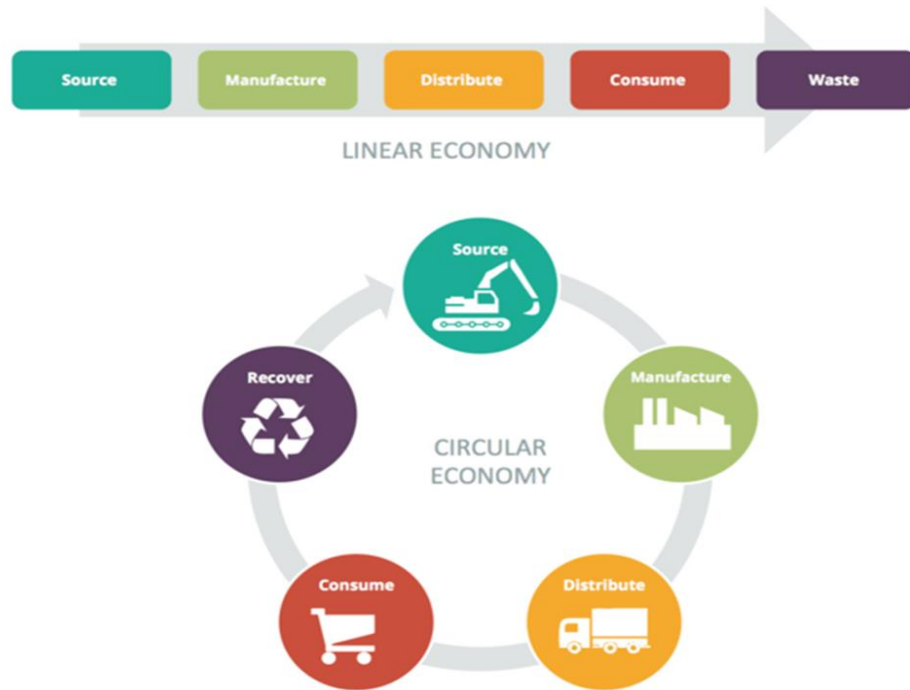 Source
Manufacture
Distribute
Consume
Waste
LINEAR ECONOMY
Source
Manufacture
Distribute
Consume
Recover
CIRCULAR
ECONOMY